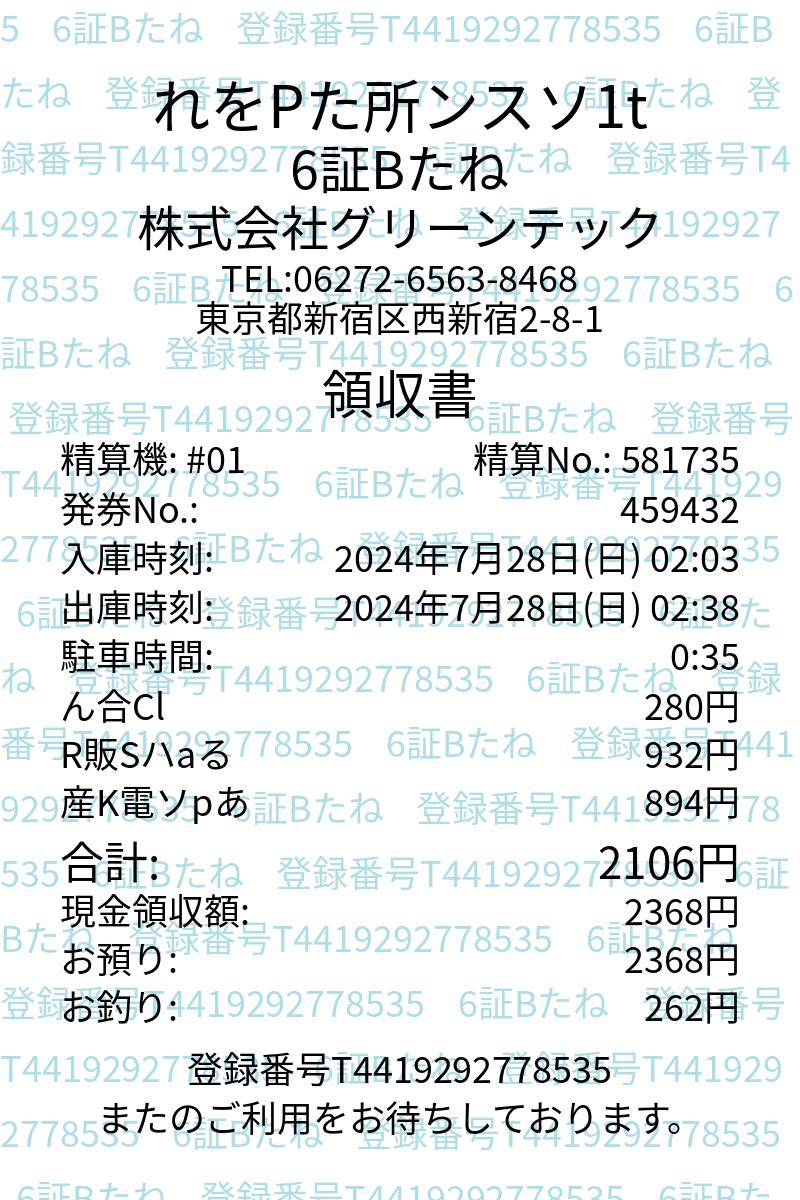 れをPた所ンスソ1t
6証Bたね
株式会社グリーンテック
TEL:06272-6563-8468
東京都新宿区西新宿2-8-1
領収書
精算機: #01 精算No.: 581735
発券No.: 459432
入庫時刻: 2024年7月28日(日) 02:03
出庫時刻: 2024年7月28日(日) 02:38
駐車時間: 0:35
ん合Cl 280円
R販Sハaる 932円
産K電ソpあ 894円
合計: 2106円
現金領収額: 2368円
お預り: 2368円
お釣り: 262円
登録番号T4419292778535
またのご利用をお待ちしております。